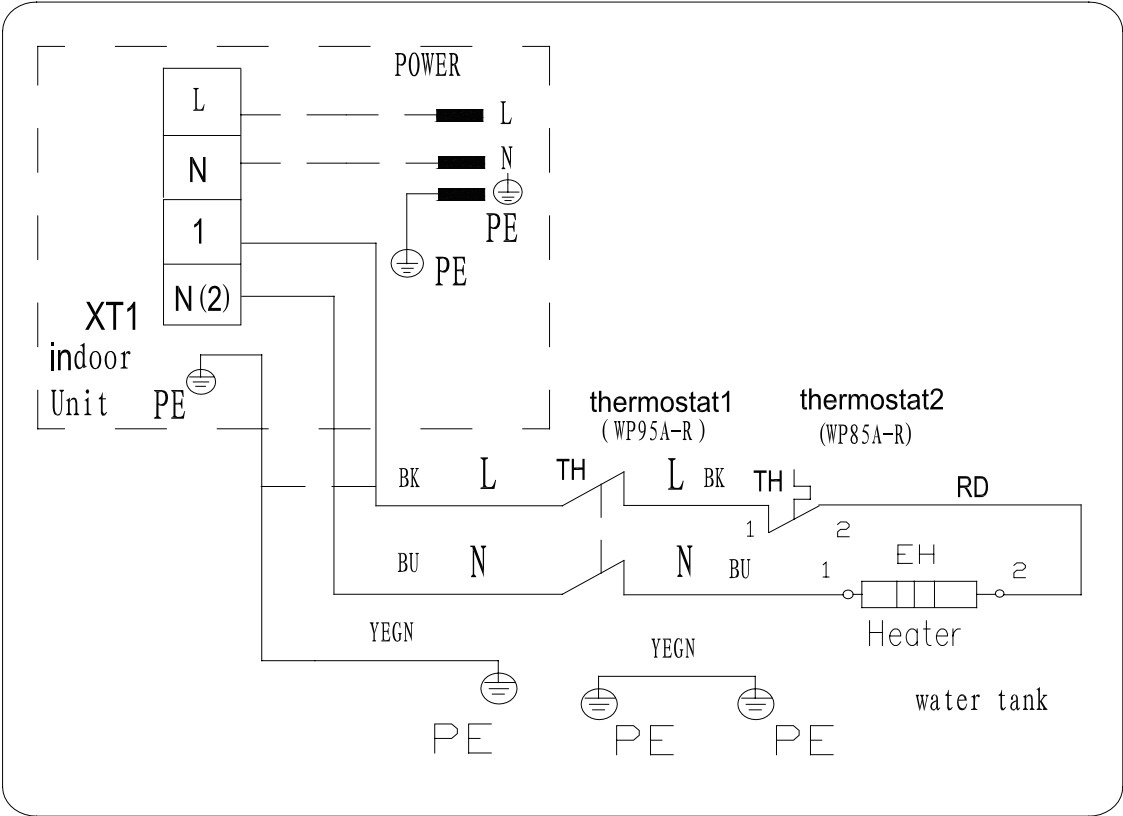 POWER
L
L
N
N
PE
1
PE
N(2)
XT1
indoor
Unit
PE
thermostat1
(WP95A-R)
thermostat2
(WP85A-R)
BK
L
TH
L
BK
TH
RD
1
2
BU
N
N
BU
1
EH
2
Heater
YEGN
YEGN
water tank
PE
PE
PE